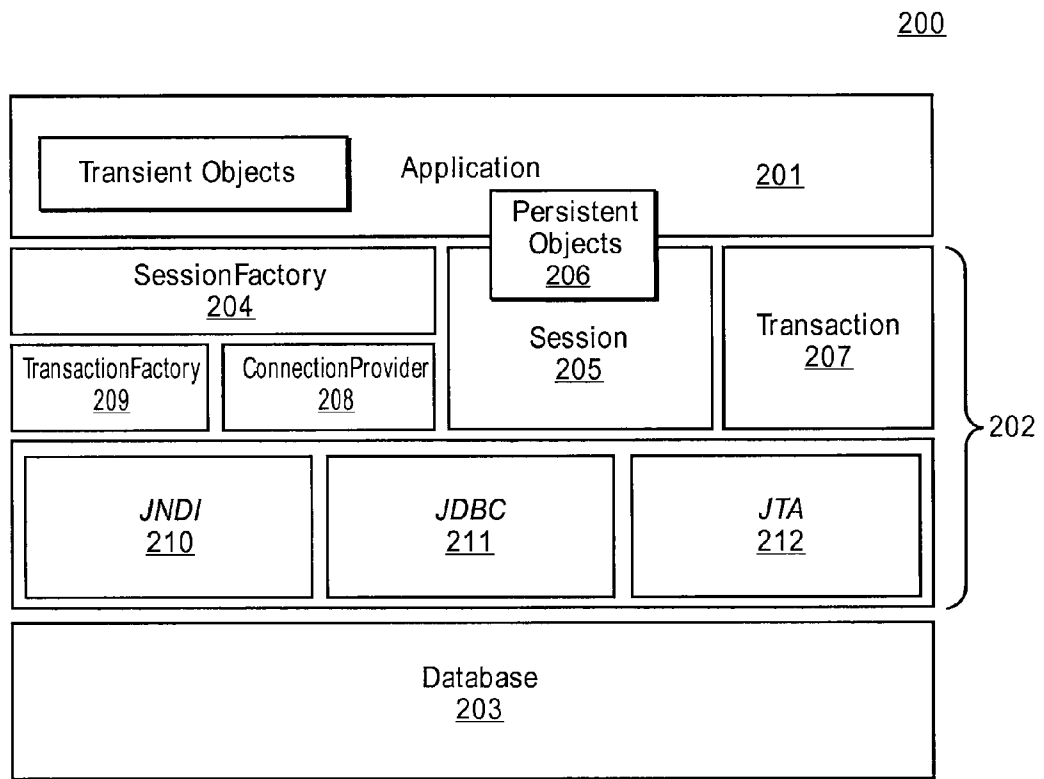 200
Transient Objects
Application
201
Persistent
Objects
206
SessionFactory
204
Session
205
Transaction
207
TransactionFactory
209
ConnectionProvider
208
202
JNDI
210
JDBC
211
JTA
212
Database
203